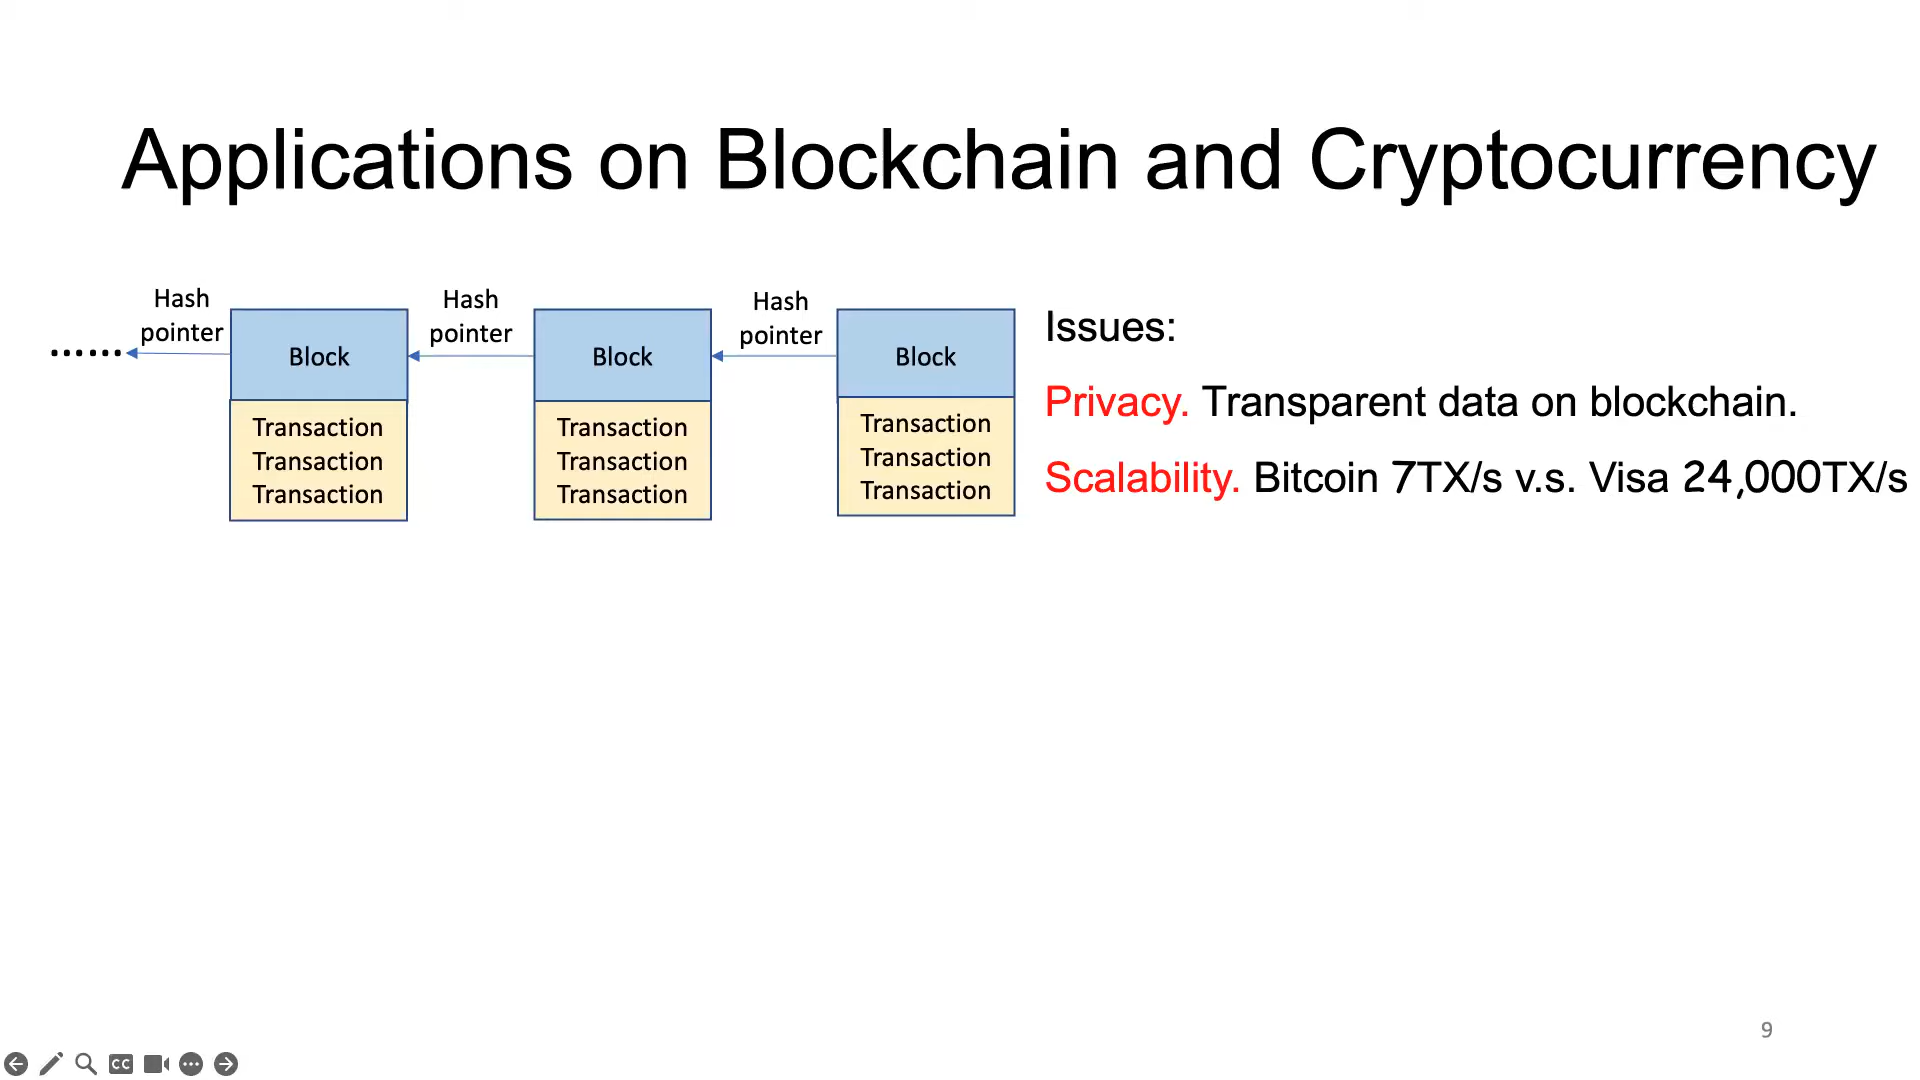 Applications on Blockchain and Cryptocurrency
Hash
pointer
Hash
pointer
Hash
pointer
......
Block
Block
Block
Transaction
Transaction
Transaction
Transaction
Transaction
Transaction
Transaction
Transaction
Transaction
Issues:
Privacy. Transparent data on blockchain.
Scalability. Bitcoin 7TX/s v.s. Visa 24,000TX/s
9
CC